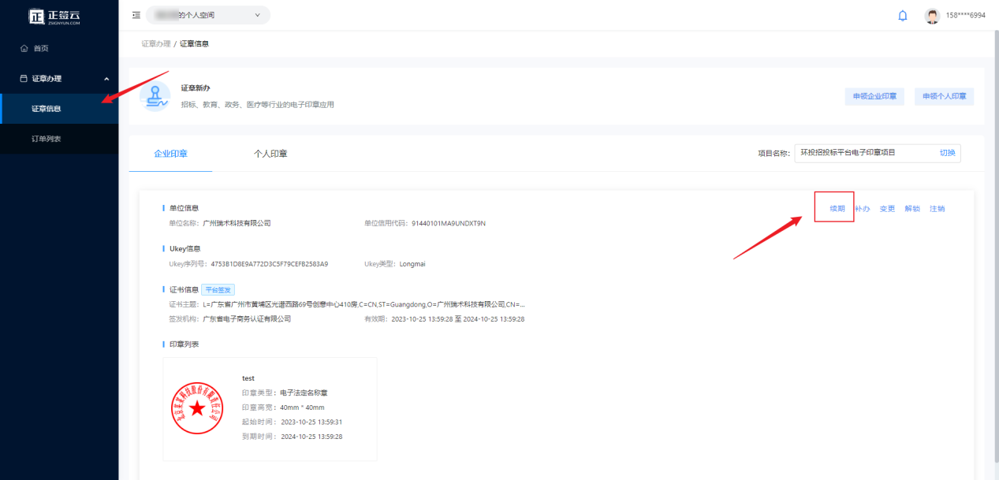 正签云
ZSIGNYUN.COM
的个人空间
158****6994
首页
证章办理
证章信息
订单列表
证章办理 / 证章信息
证章新办
招标、教育、政务、医疗等行业的电子印章应用
申领企业印章
申领个人印章
企业印章
个人印章
项目名称: 环投招投标平台电子印章项目 切换
单位信息
续期 补办 变更 解锁 注销
单位名称: 广州瑞术科技有限公司 单位信用代码: 91440101MA9UNDXT9N
Ukey信息
Ukey序列号: 4753B1D8E9A772D3C5F79CEFB2583A9 Ukey类型: Longmai
证书信息 平台签发
证书主题: L=广东省广州市黄埔区光谱西路69号创意中心410房,C=CN,ST=Guangdong,O=广州瑞术科技有限公司,CN=...
签发机构: 广东省电子商务认证有限公司 有效期: 2023-10-25 13:59:28 至 2024-10-25 13:59:28
印章列表
test
印章类型: 电子法定名称章
印章高宽: 40mm * 40mm
起始时间: 2023-10-25 13:59:31
到期时间: 2024-10-25 13:59:28